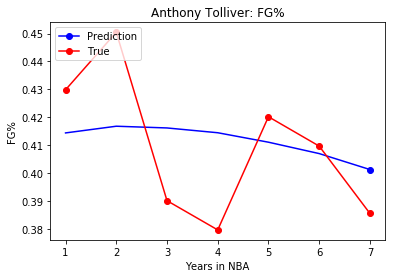 Anthony Tolliver: FG%
Prediction
True
0.45
0.44
0.43
0.42
0.41
0.40
0.39
0.38
FG%
1 2 3 4 5 6 7
Years in NBA